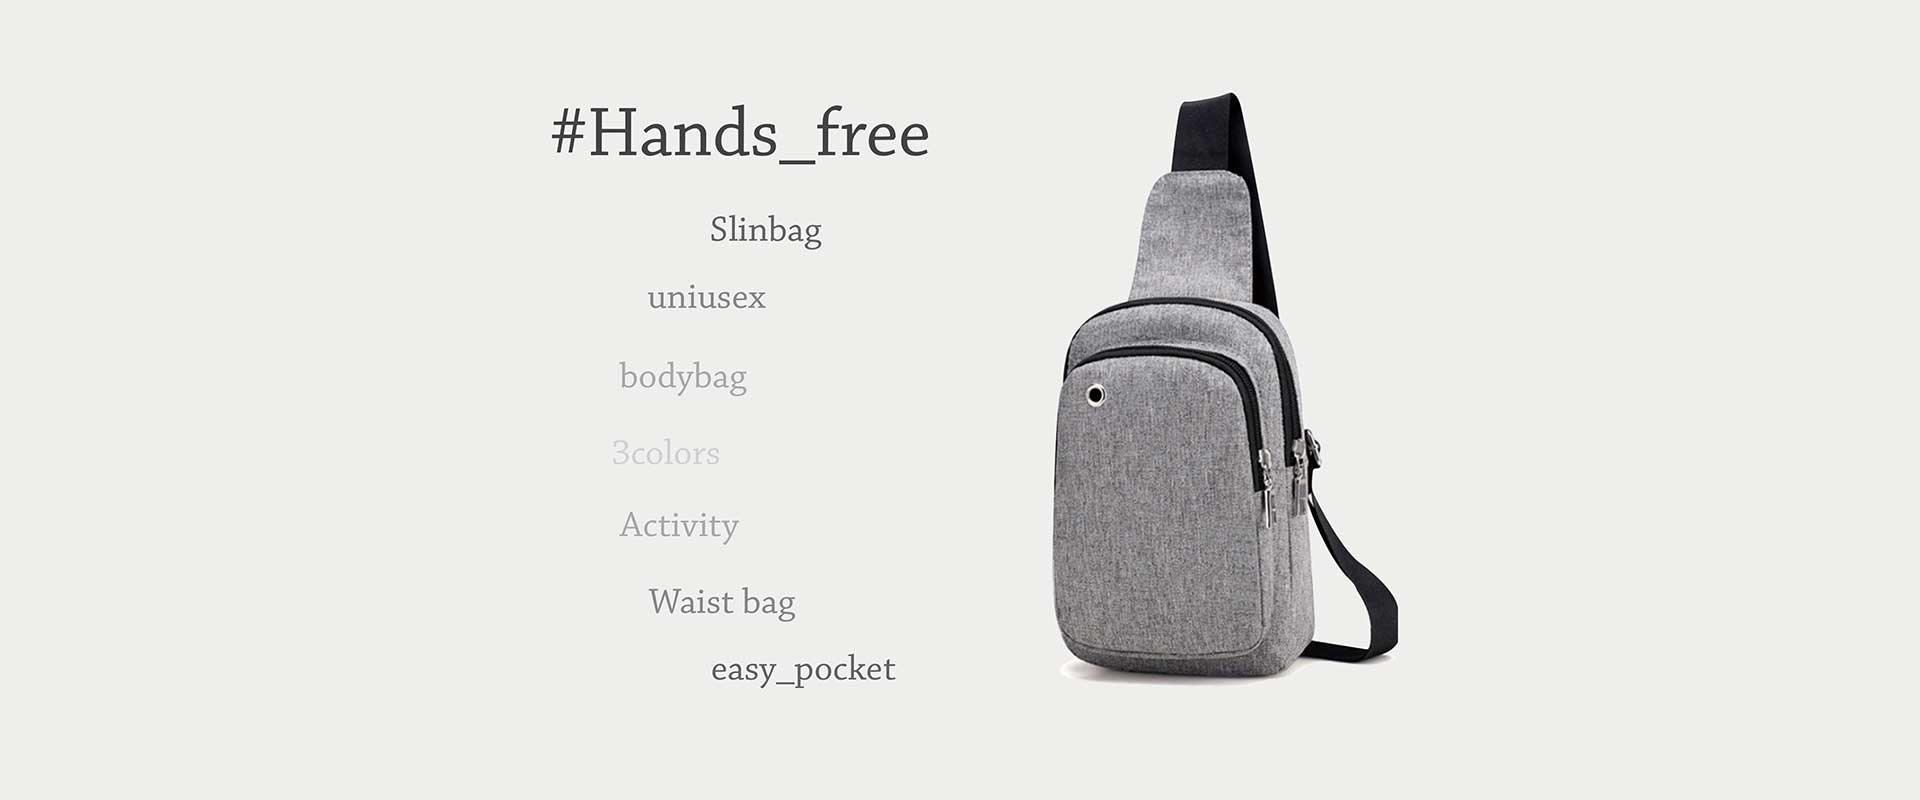 #Hands_free
Slinbag
uniusex
bodybag
3colors
Activity
Waist bag
easy_pocket